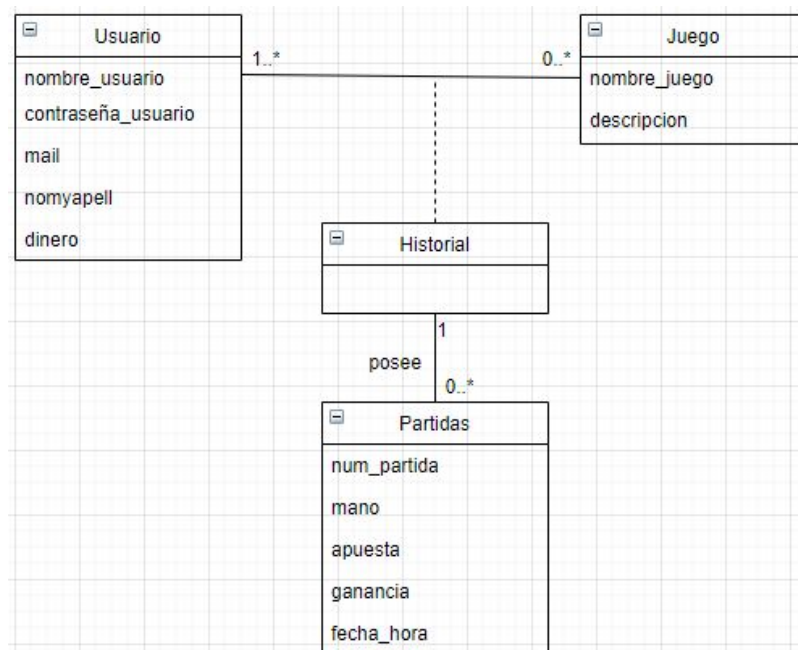 Usuario
nombre_usuario
contraseña_usuario
mail
nomyapell
dinero
1..*
0..*
Juego
nombre_juego
descripcion
Historial
1
posee
0..*
Partidas
num_partida
mano
apuesta
ganancia
fecha_hora